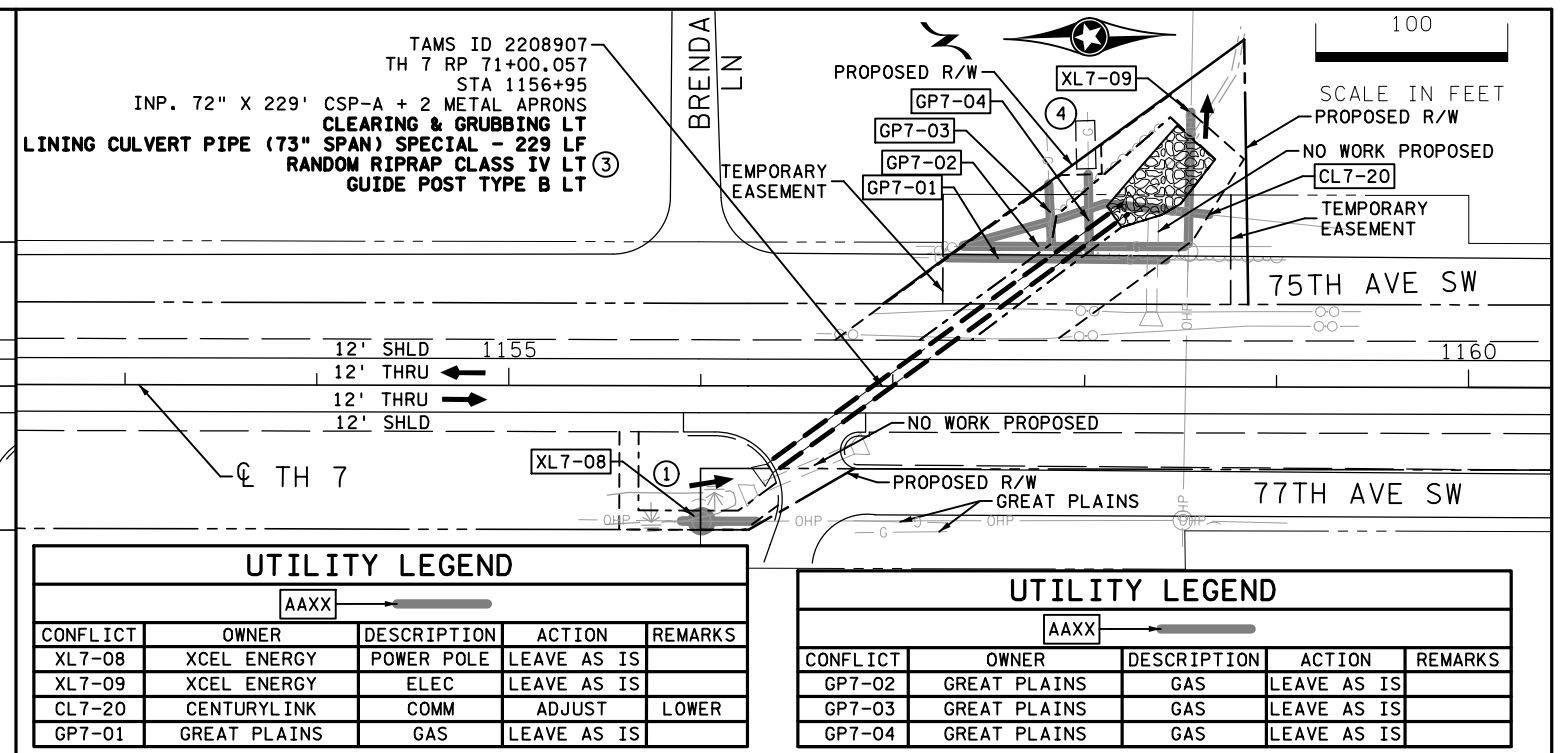 TAMS ID 2208907
TH 7 RP 71+00.057
STA 1156+95
INP. 72" X 229' CSP-A + 2 METAL APRONS
CLEARING & GRUBBING LT
LINING CULVERT PIPE (73" SPAN) SPECIAL - 229 LF
RANDOM RIPRAP CLASS IV LT 3
GUIDE POST TYPE B LT
BRENDA
LN
TEMPORARY
EASEMENT
PROPOSED R/W
GP7-04
GP7-03
GP7-02
GP7-01
4
XL7-09
G
100
SCALE IN FEET
PROPOSED R/W
NO WORK PROPOSED
CL7-20
TEMPORARY
EASEMENT
75TH AVE SW
OHP
12' SHLD
1155
12' THRU
12' THRU
12' SHLD
1160
℄ TH 7
XL7-08
1
NO WORK PROPOSED
PROPOSED R/W
GREAT PLAINS
77TH AVE SW
OHP
OHP
OHP
OHP
OHP
G
G
UTILITY LEGEND
AAXX
CONFLICT OWNER DESCRIPTION ACTION REMARKS
XL7-08 XCEL ENERGY POWER POLE LEAVE AS IS
XL7-09 XCEL ENERGY ELEC LEAVE AS IS
CL7-20 CENTURYLINK COMM ADJUST LOWER
GP7-01 GREAT PLAINS GAS LEAVE AS IS
UTILITY LEGEND
AAXX
CONFLICT OWNER DESCRIPTION ACTION REMARKS
GP7-02 GREAT PLAINS GAS LEAVE AS IS
GP7-03 GREAT PLAINS GAS LEAVE AS IS
GP7-04 GREAT PLAINS GAS LEAVE AS IS